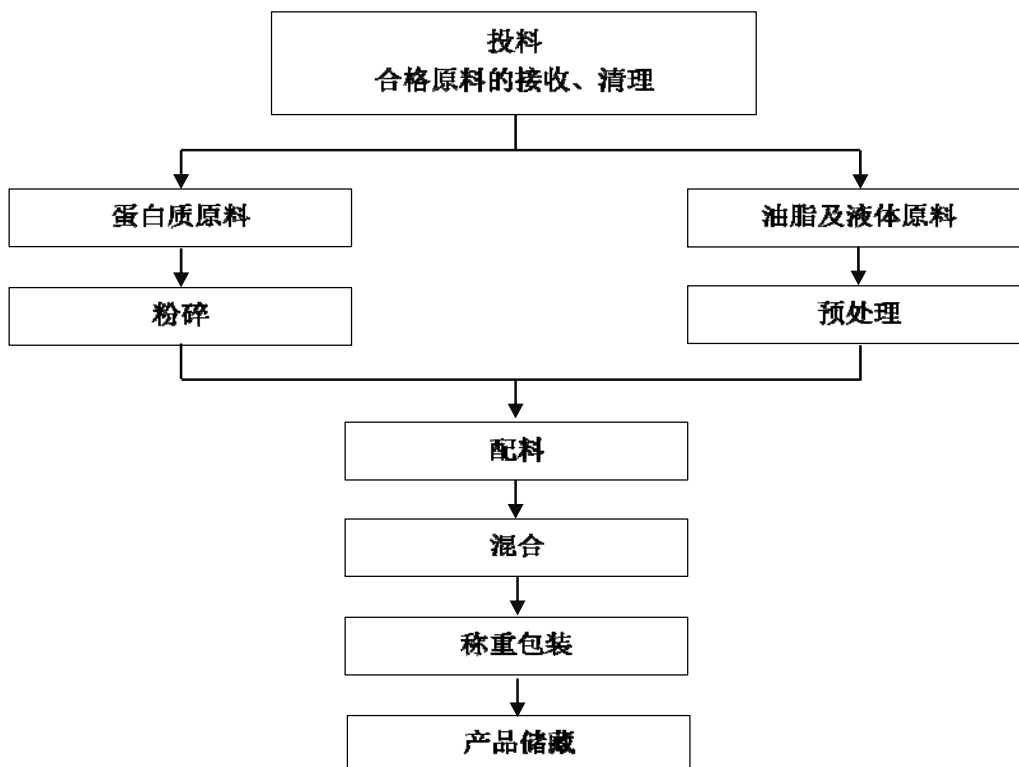 投料
合格原料的接收、清理
蛋白质原料
油脂及液体原料
粉碎
预处理
配料
混合
称重包装
产品储藏